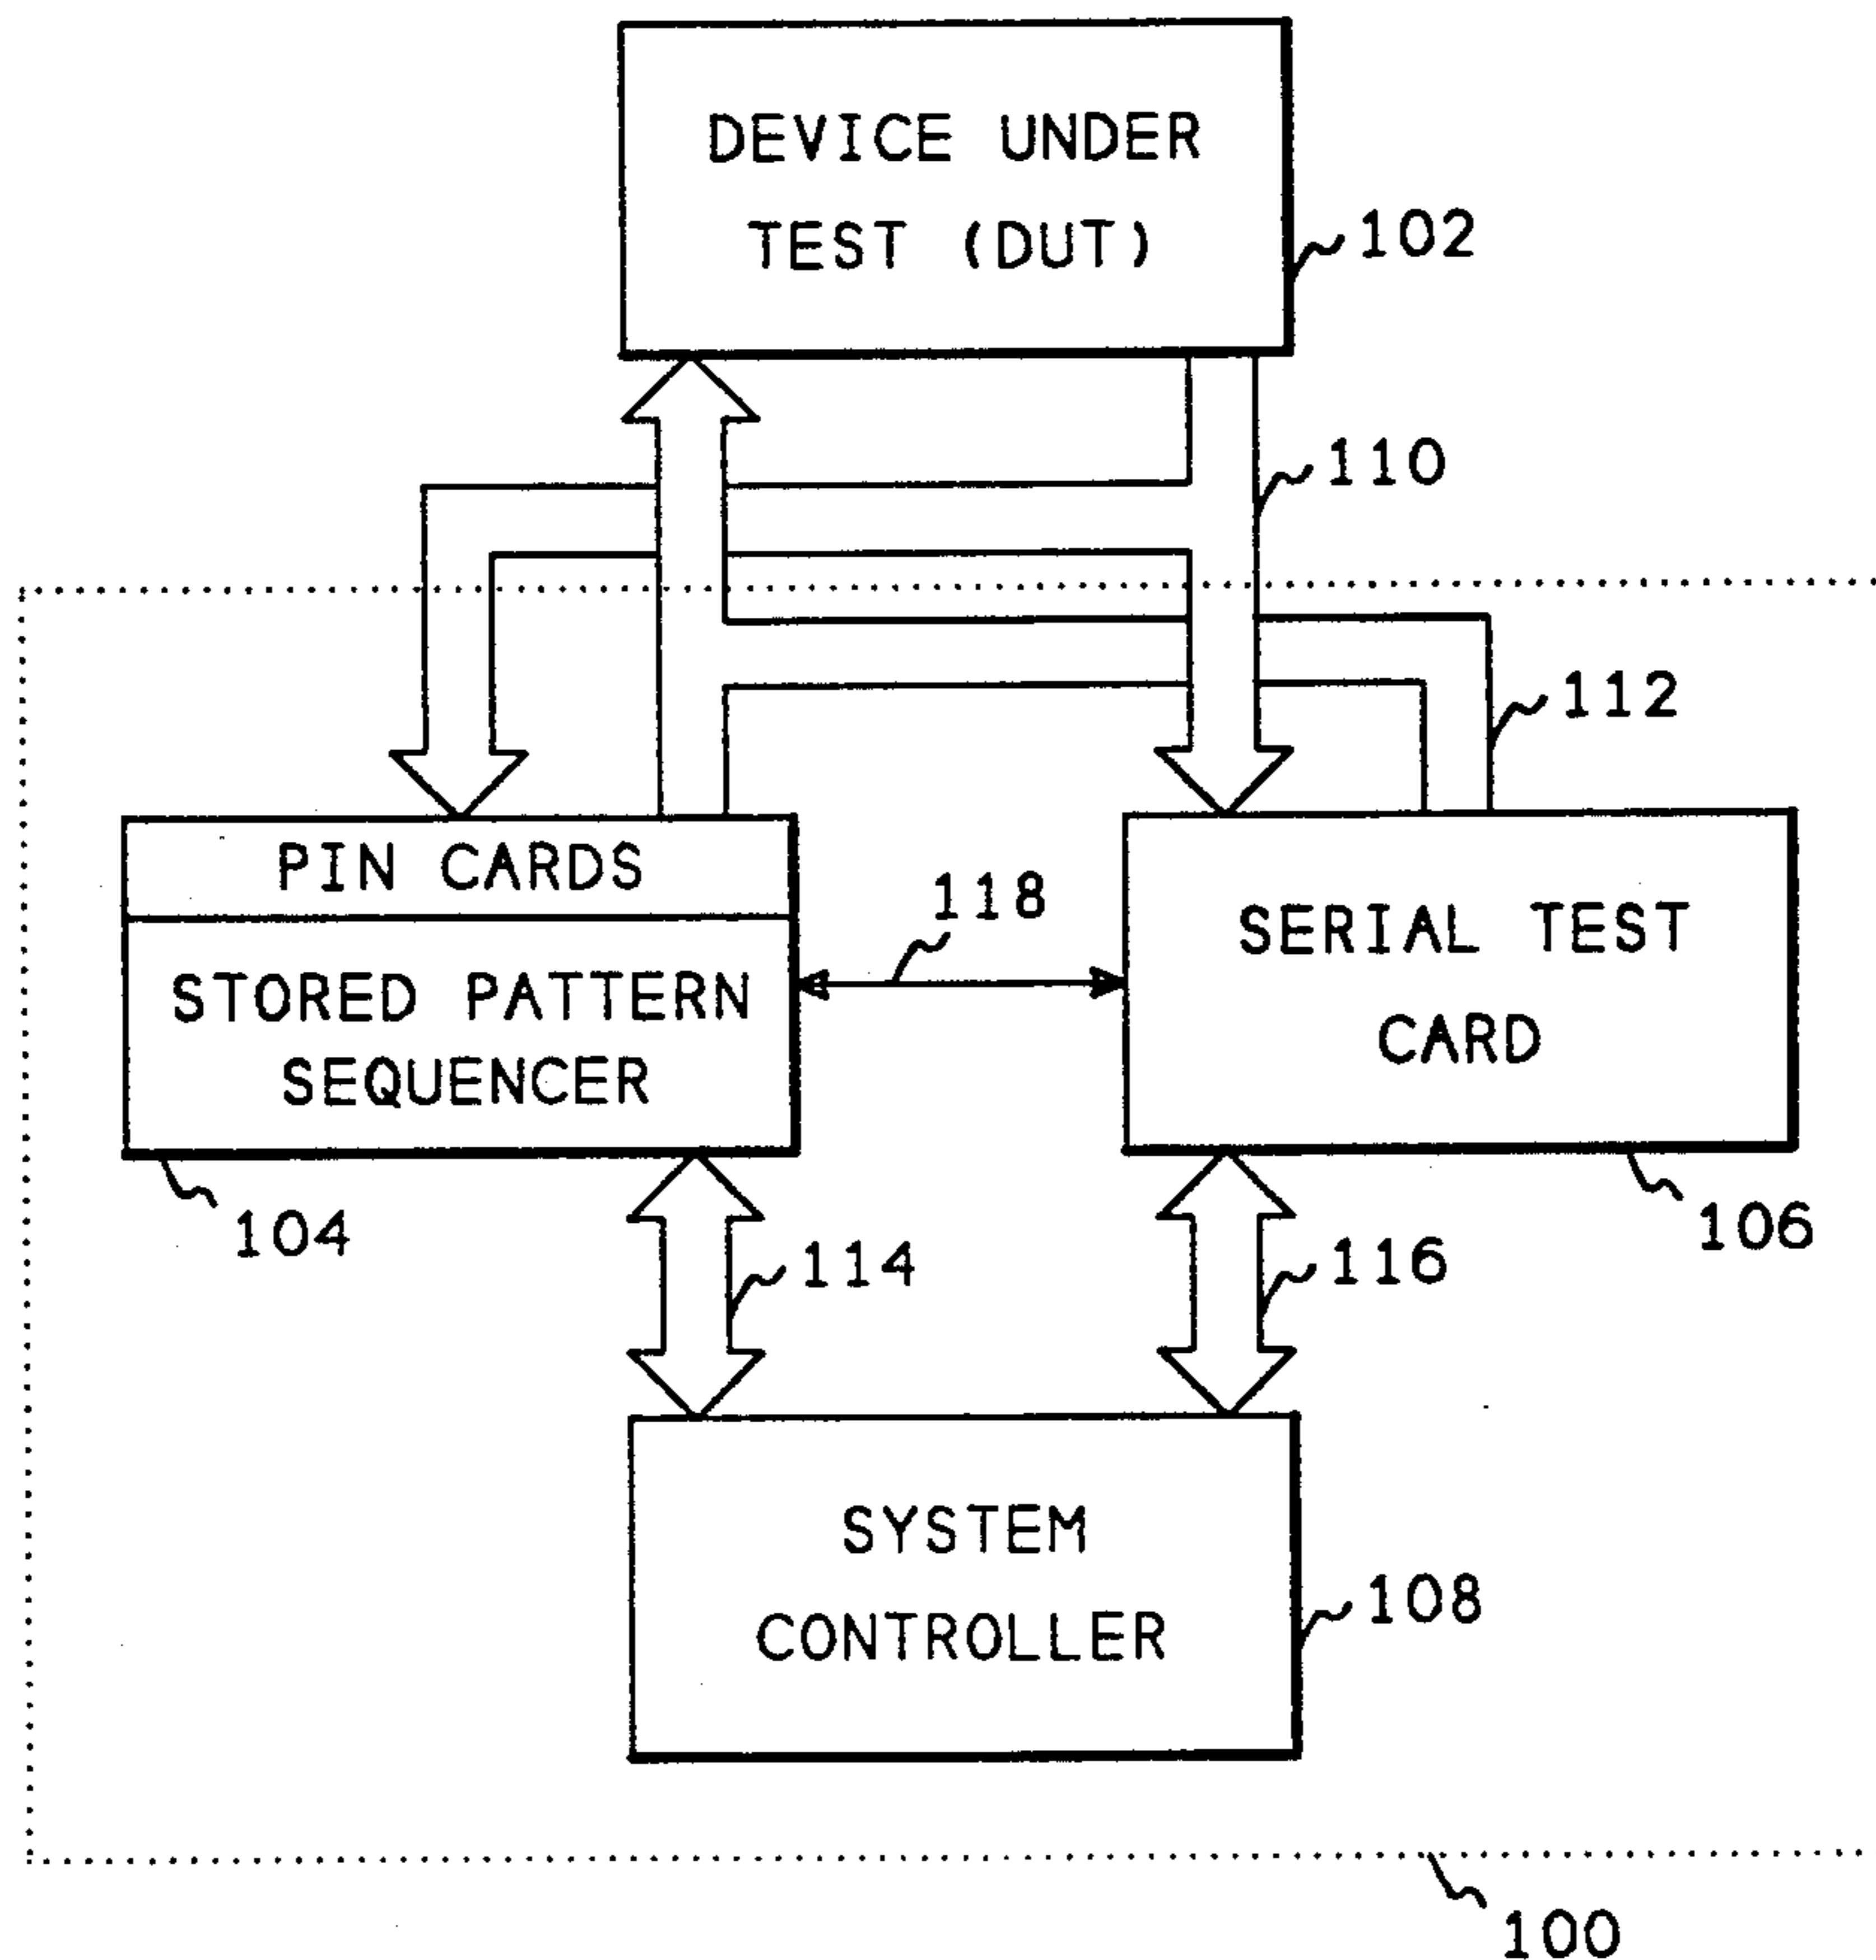 DEVICE UNDER
TEST (DUT)
102
110
112
PIN CARDS
STORED PATTERN
SEQUENCER
118
SERIAL TEST
CARD
104
106
114
116
SYSTEM
CONTROLLER
108
100